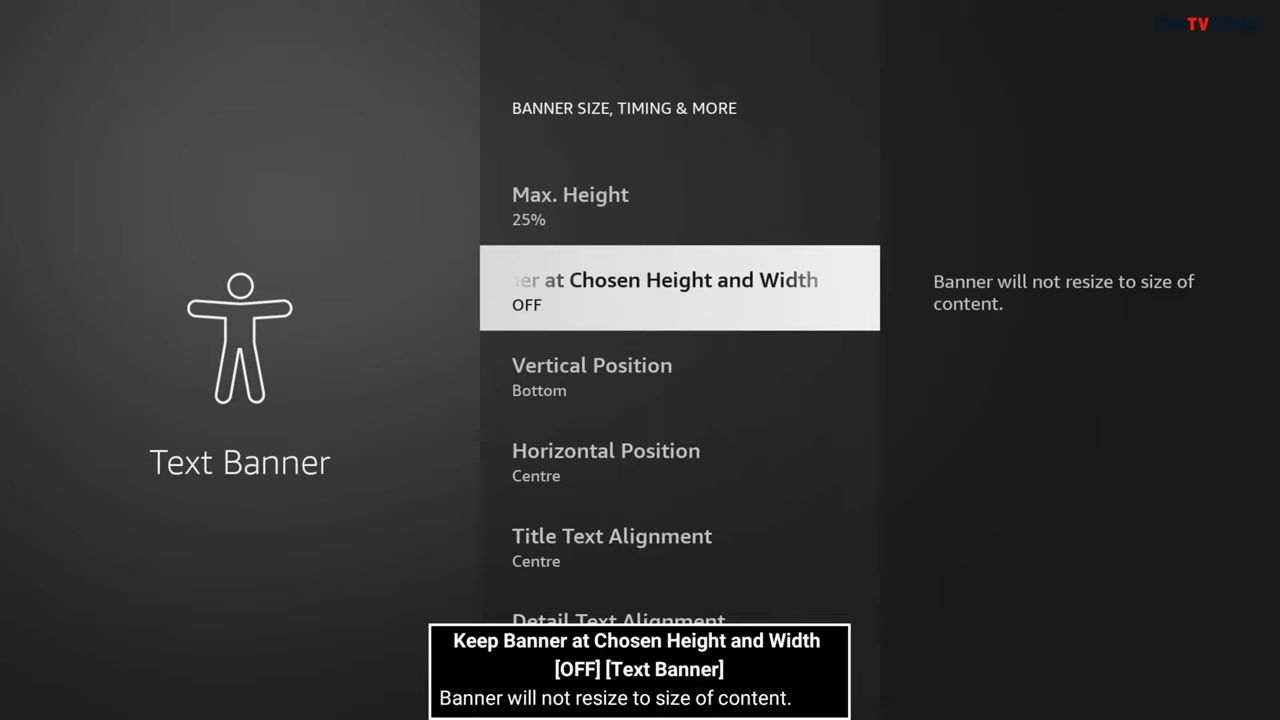 TV
BANNER SIZE, TIMING & MORE
Max. Height
25%
er at Chosen Height and Width
OFF
Banner will not resize to size of
content.
Vertical Position
Bottom
Horizontal Position
Centre
Text Banner
Title Text Alignment
Centre
Detail Text Alignment
Keep Banner at Chosen Height and Width
[OFF] [Text Banner]
Banner will not resize to size of content.